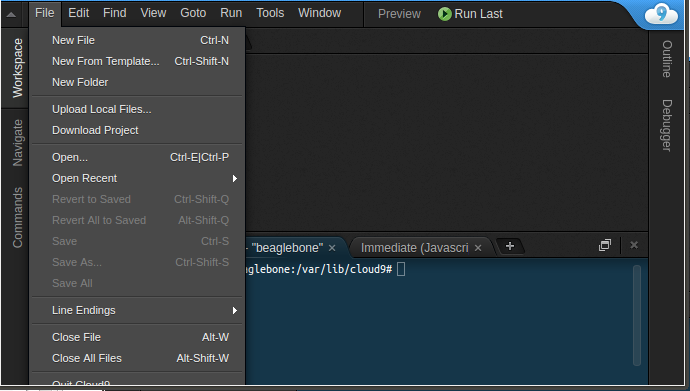 File Edit Find View Goto Run Tools Window Preview Run Last
9
Workspace
Navigate
Commands
New File Ctrl-N
New From Template... Ctrl-Shift-N
New Folder
Upload Local Files...
Download Project
Open... Ctrl-E|Ctrl-P
Open Recent
Revert to Saved Ctrl-Shift-Q
Revert All to Saved Alt-Shift-Q
Save Ctrl-S
Save As... Ctrl-Shift-S
Save All
Line Endings
Close File Alt-W
Close All Files Alt-Shift-W
Quit Cloud9
- "beaglebone" Immediate (Javascri
aglebone:/var/lib/cloud9#
Outline
Debugger